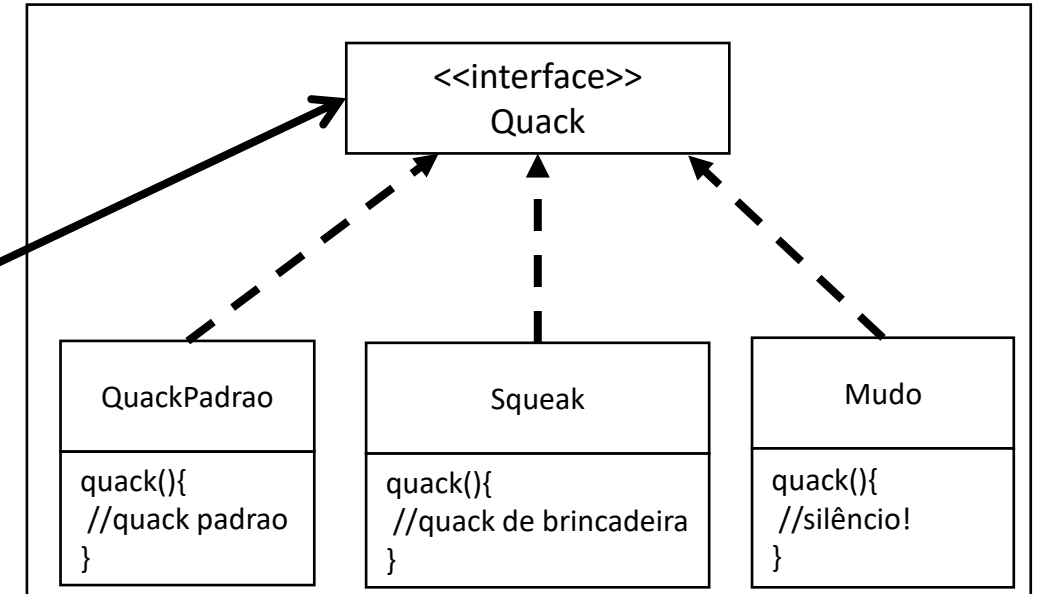 <<interface>>
Quack
QuackPadrao
Squeak
Mudo
quack(){
//quack padrao
}
quack(){
//quack de brincadeira
}
quack(){
//silêncio!
}